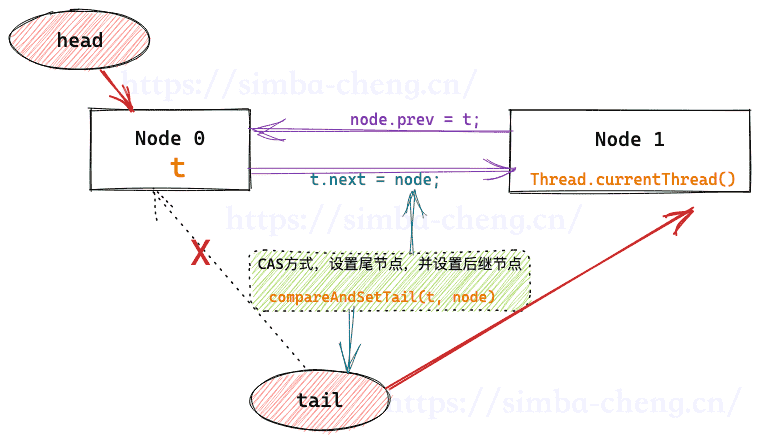 head
https://simba-cheng.cn/
Node 0
t
node.prev = t;
t.next = node;
Node 1
Thread.currentThread()
https://simba-cheng.cn/
X
CAS方式，设置尾节点，并设置后继节点
compareAndSetTail(t, node)
tail
https://simba-cheng.cn/